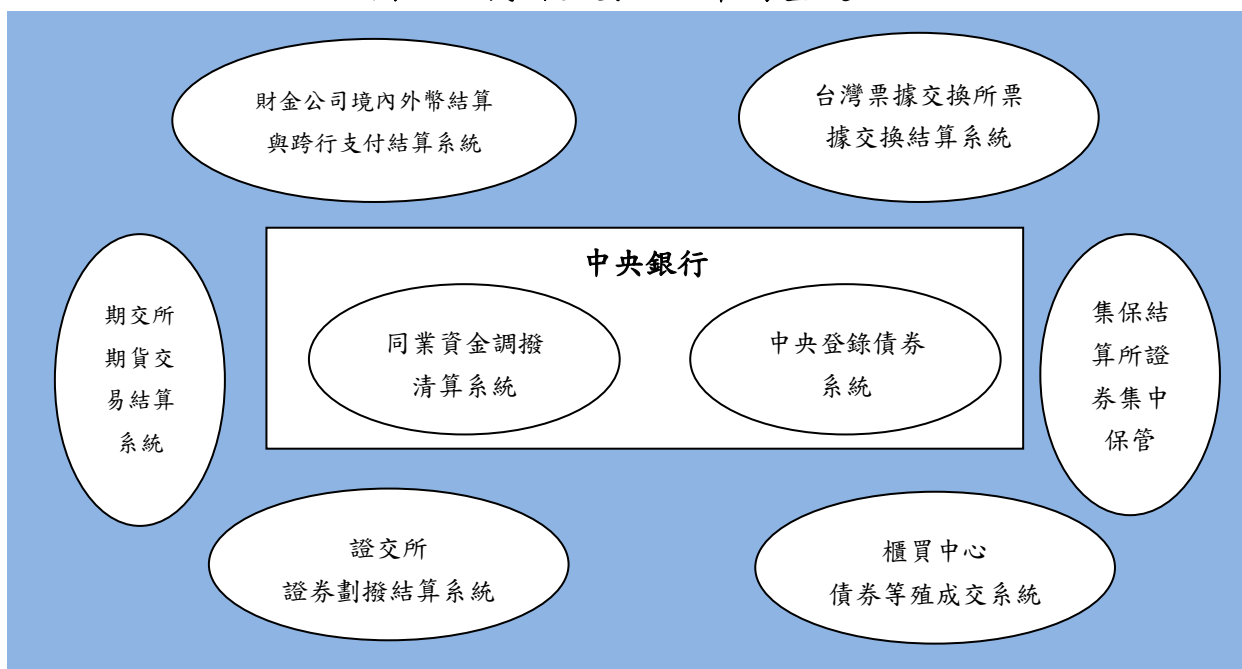 財金公司境內外幣結算
與跨行支付結算系統
台灣票據交換所票
據交換結算系統
中央銀行
同業資金調撥
清算系統
中央登錄債券
系統
期交所
期貨交
易結算
系統
集保結
算所證
券集中
保管
證交所
證券劃撥結算系統
櫃買中心
債券等殖成交系統